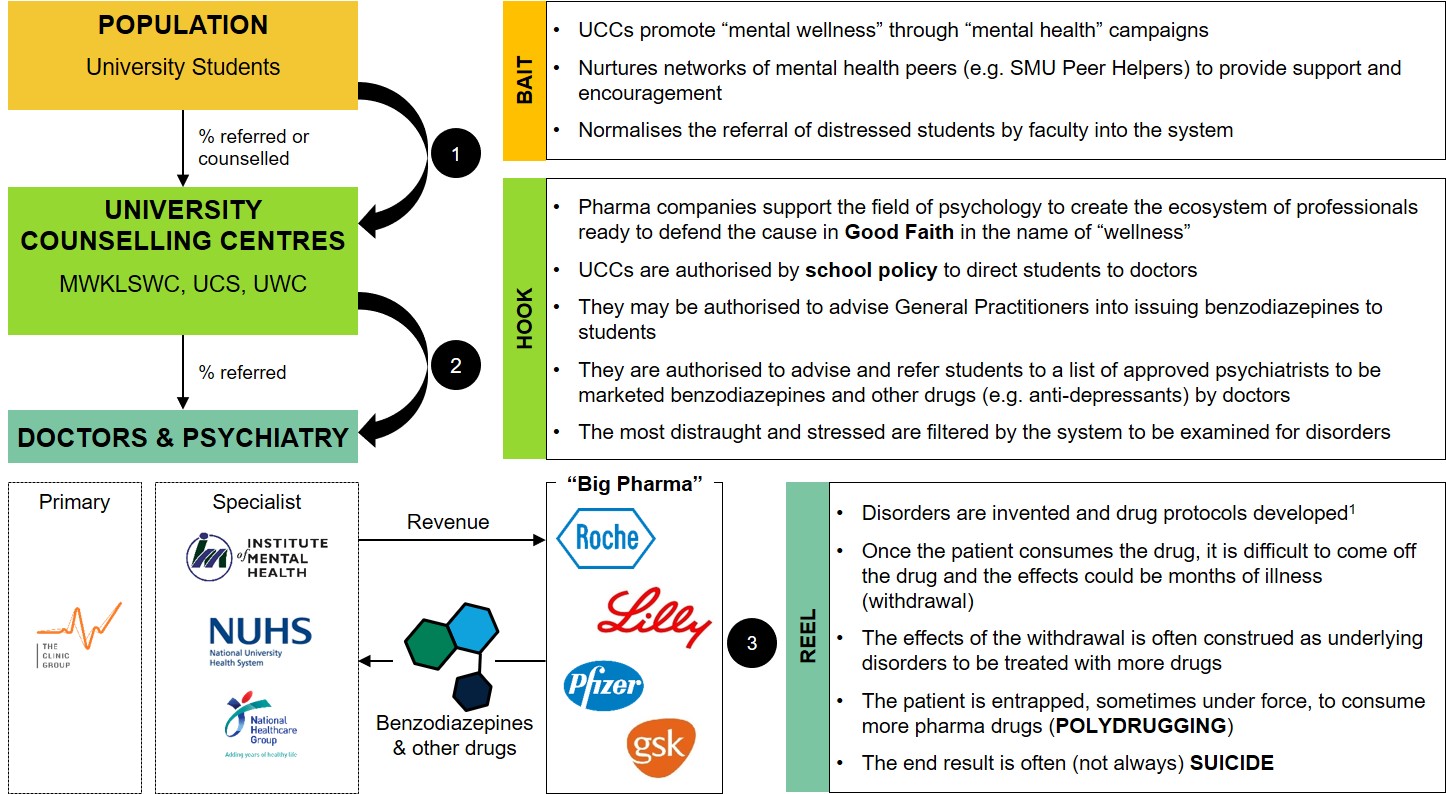 POPULATION
University Students
% referred or
counselled
1
UNIVERSITY
COUNSELLING CENTRES
MWKLSWC, UCS, UWC
% referred
2
DOCTORS & PSYCHIATRY
BAIT
• UCCs promote “mental wellness” through “mental health” campaigns
• Nurtures networks of mental health peers (e.g. SMU Peer Helpers) to provide support and
encouragement
• Normalises the referral of distressed students by faculty into the system
HOOK
• Pharma companies support the field of psychology to create the ecosystem of professionals
ready to defend the cause in Good Faith in the name of “wellness”
• UCCs are authorised by school policy to direct students to doctors
• They may be authorised to advise General Practitioners into issuing benzodiazepines to
students
• They are authorised to advise and refer students to a list of approved psychiatrists to be
marketed benzodiazepines and other drugs (e.g. anti-depressants) by doctors
• The most distraught and stressed are filtered by the system to be examined for disorders
Primary
THE
CLINIC
GROUP
Specialist
INSTITUTE
of MENTAL
HEALTH
NUHS
National University
Health System
National
Healthcare
Group
Adding years of healthy life
Revenue
Benzodiazepines
& other drugs
“Big Pharma”
Roche
Lilly
Pfizer
gsk
3
REEL
• Disorders are invented and drug protocols developed¹
• Once the patient consumes the drug, it is difficult to come off
the drug and the effects could be months of illness
(withdrawal)
• The effects of the withdrawal is often construed as underlying
disorders to be treated with more drugs
• The patient is entrapped, sometimes under force, to consume
more pharma drugs (POLYDRUGGING)
• The end result is often (not always) SUICIDE